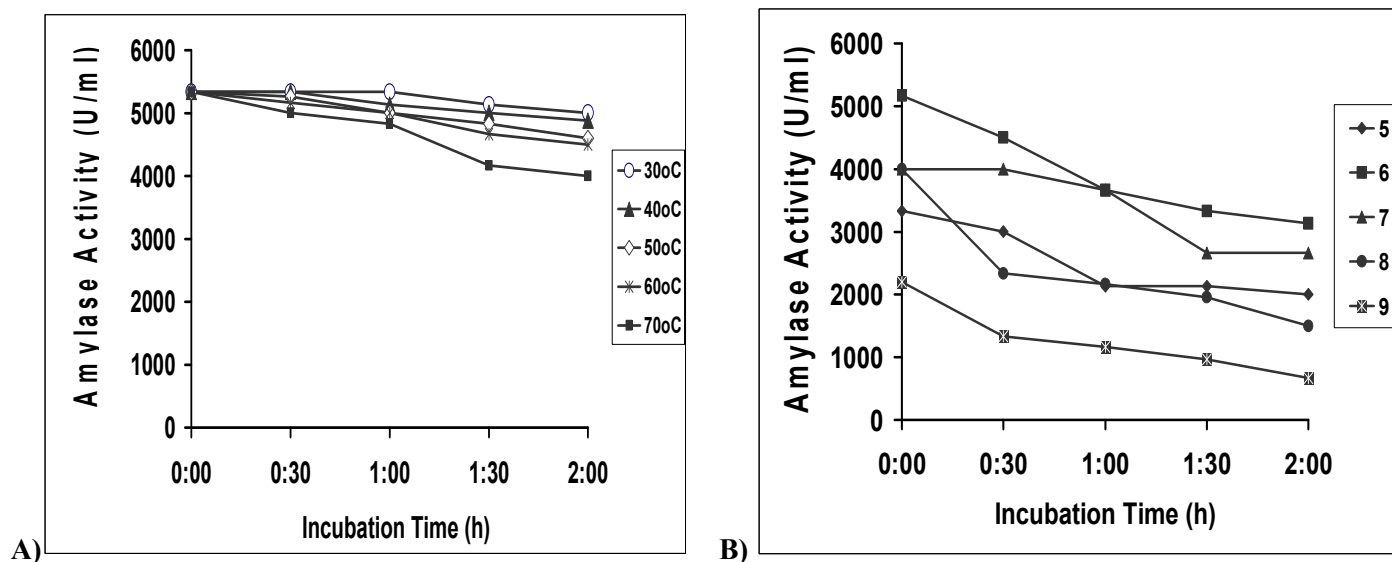 Amylase Activity (U/ml)
6000
5000
4000
3000
2000
1000
0
0:00 0:30 1:00 1:30 2:00
Incubation Time (h)
30oC
40oC
50oC
60oC
70oC
A)
Amylase Activity (U/ml)
6000
5000
4000
3000
2000
1000
0
0:00 0:30 1:00 1:30 2:00
Incubation Time (h)
5
6
7
8
9
B)